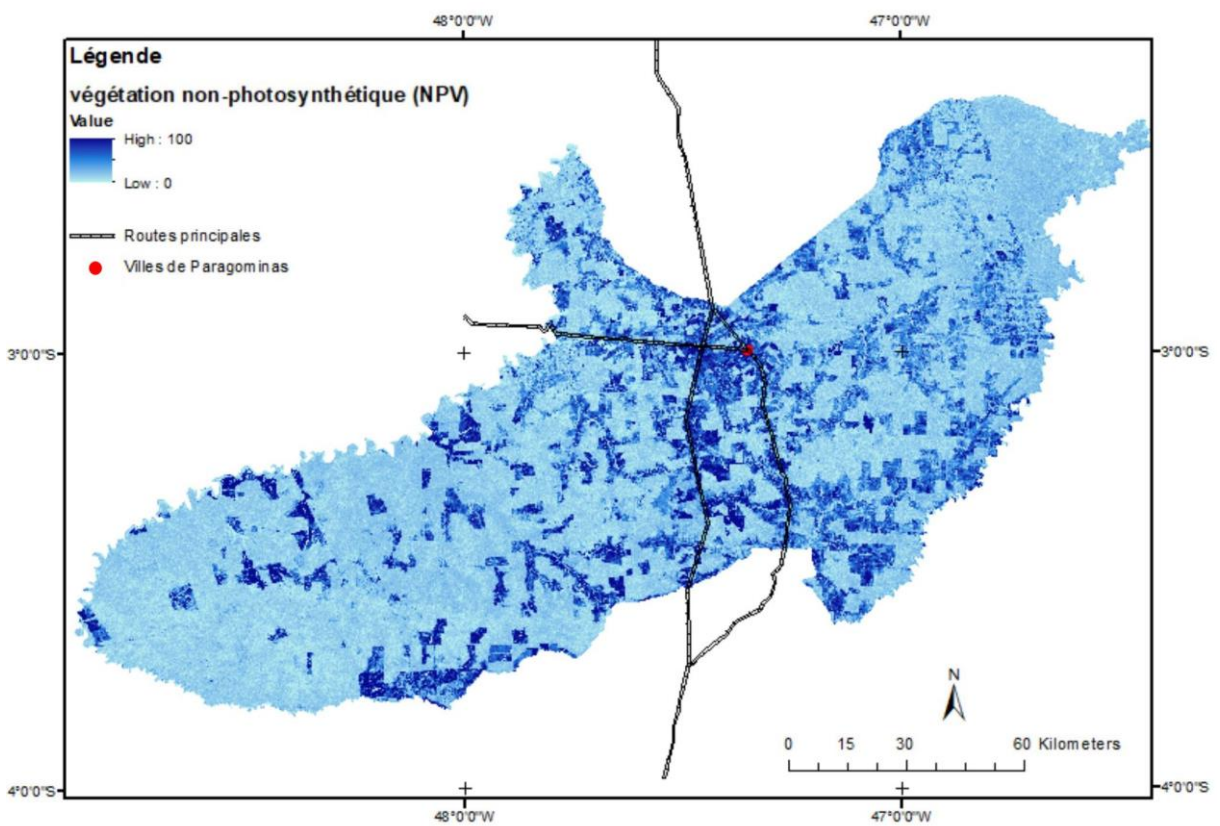 48°0'0"W 47°0'0"W
Légende
végétation non-photosynthétique (NPV)
Value
High : 100
Low : 0
Routes principales
Villes de Paragominas
3°0'0"S 3°0'0"S
N
0 15 30 60 Kilometers
4°0'0"S 4°0'0"S
48°0'0"W 47°0'0"W